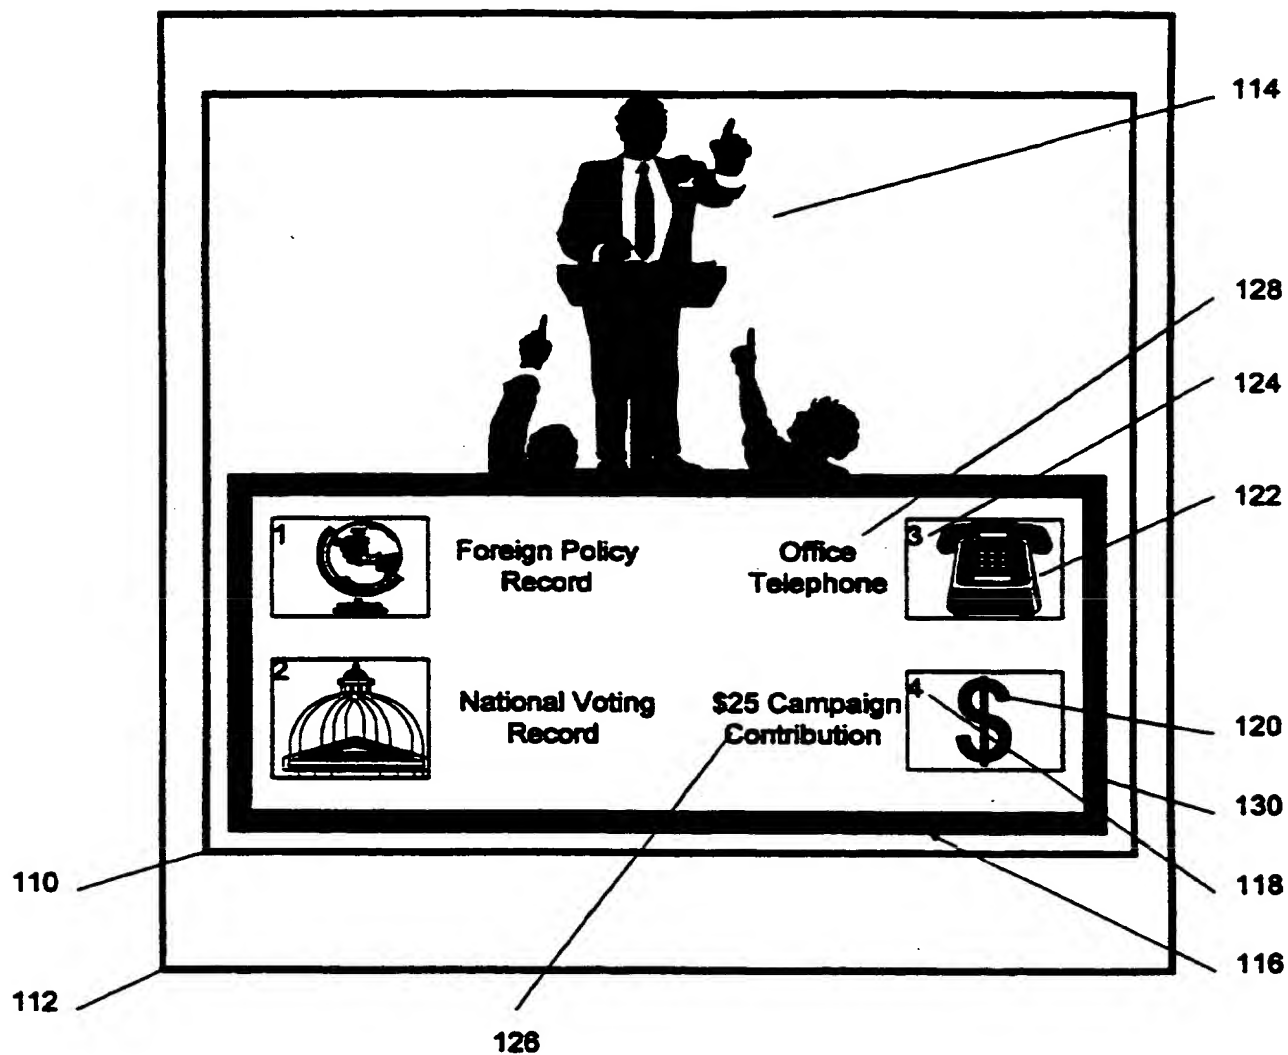 114
128
124
122
1
Foreign Policy
Record
Office
Telephone
3
2
National Voting
Record
$25 Campaign
Contribution
4
120
130
110
118
116
112
126